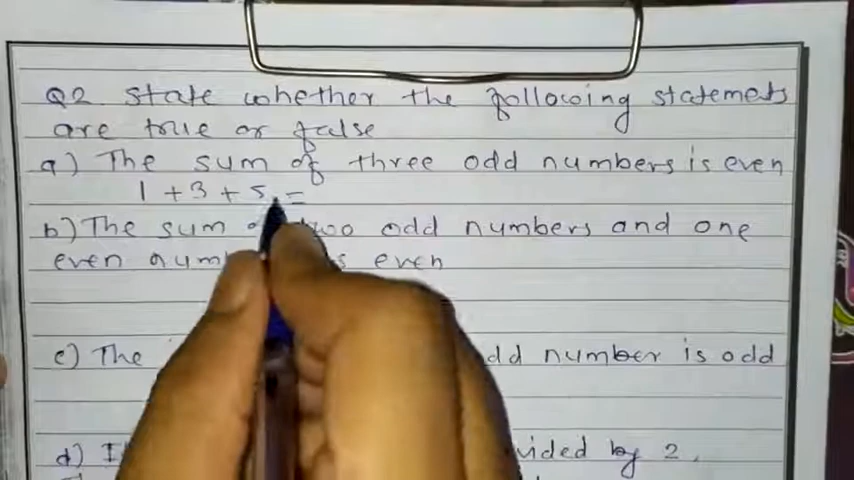 Q2 state whether the following statemets
are true or false
a) The sum of three odd numbers is even
1 + 3 + 5 =
b) The sum two odd numbers and one
even is even
c) The odd number is odd
d) divided by 2.